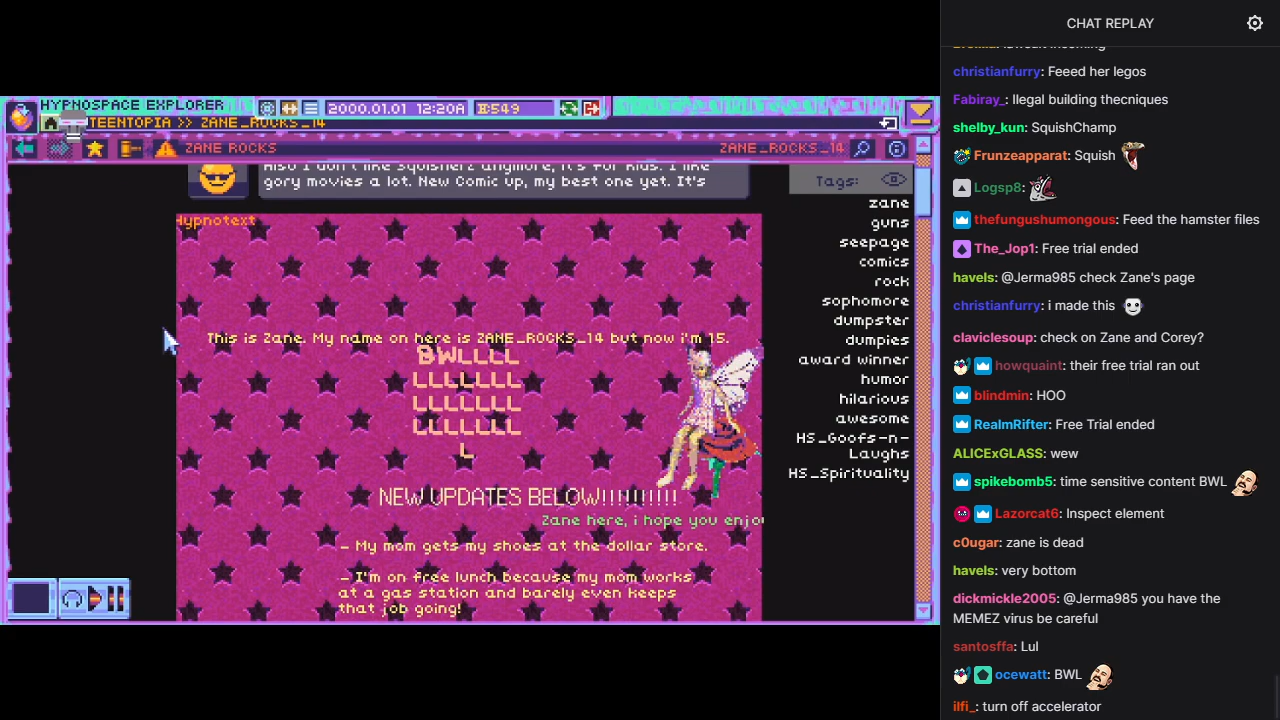 CHAT REPLAY
HYPNOSPACE EXPLORER
2000.01.01 12:20A
549
TEENTOPIA >> ZANE_ROCKS_14
ZANE ROCKS
ZANE_ROCKS_14
Also I don't like Squisherz anymore, it's for kids. I like
gory movies a lot. New Comic up, my best one yet. It's
Hypnotext
This is Zane. My name on here is ZANE_ROCKS_14 but now i'm 15.
BWLLLL
LLLLLLL
LLLLLLL
LLLLLLL
L
NEW UPDATES BELOW!!!!!!!!!!
Zane here, i hope you enjo
- My mom gets my shoes at the dollar store.
- I'm on free lunch because my mom works
at a gas station and barely even keeps
that job going!
Tags:
zane
guns
seepage
comics
rock
sophomore
dumpster
dumpies
award winner
humor
hilarious
awesome
HS_Goofs-n-
Laughs
HS_Spirituality
christianfurry: Feeed her legos
Fabiray_: Ilegal building thecniques
shelby_kun: SquishChamp
Frunzeapparat: Squish
Logsp8:
thefungushumongous: Feed the hamster files
The_Jop1: Free trial ended
havels: @Jerma985 check Zane's page
christianfurry: i made this
claviclesoup: check on Zane and Corey?
howquaint: their free trial ran out
blindmin: HOO
RealmRifter: Free Trial ended
ALICExGLASS: wew
spikebomb5: time sensitive content BWL
Lazorcat6: Inspect element
c0ugar: zane is dead
havels: very bottom
dickmickle2005: @Jerma985 you have the
MEMEZ virus be careful
santosffa: Lul
ocewatt: BWL
ilfi_: turn off accelerator